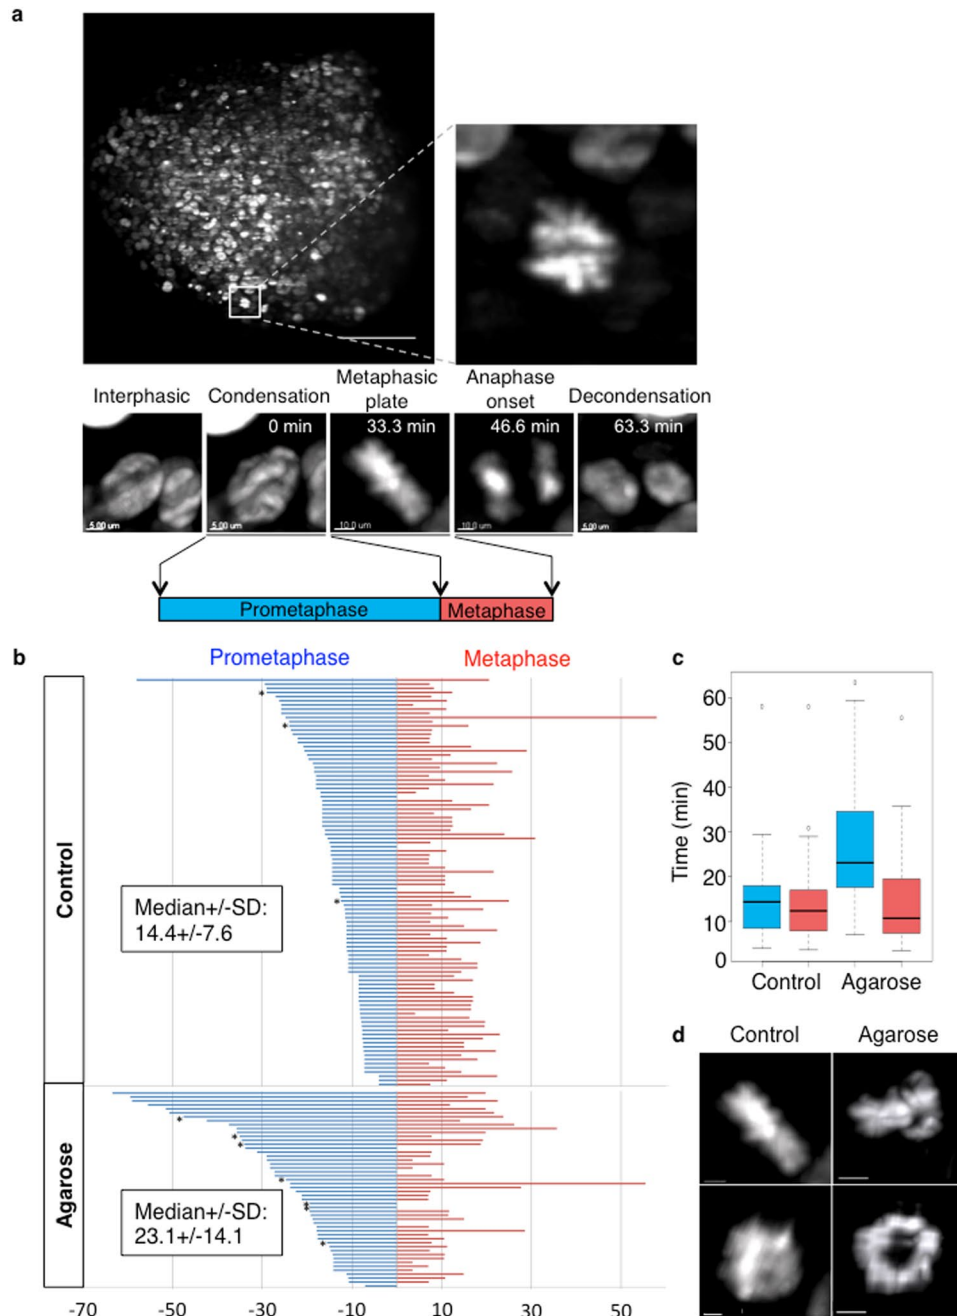 a
Metaphasic
plate
Anaphase
onset
Interphasic
Condensation
Decondensation
0 min
33.3 min
46.6 min
63.3 min
5.00 um
5.00 um
10.0 um
10.0 um
5.00 um
Prometaphase
Metaphase
b
Prometaphase
Metaphase
Control
*
*
*
Median+/-SD:
14.4+/-7.6
Agarose
*
*
*
*
*
*
*
Median+/-SD:
23.1+/-14.1
-70
-50
-30
-10
10
30
50
c
Time (min)
60
50
40
30
20
10
0
Control
Agarose
d
Control
Agarose